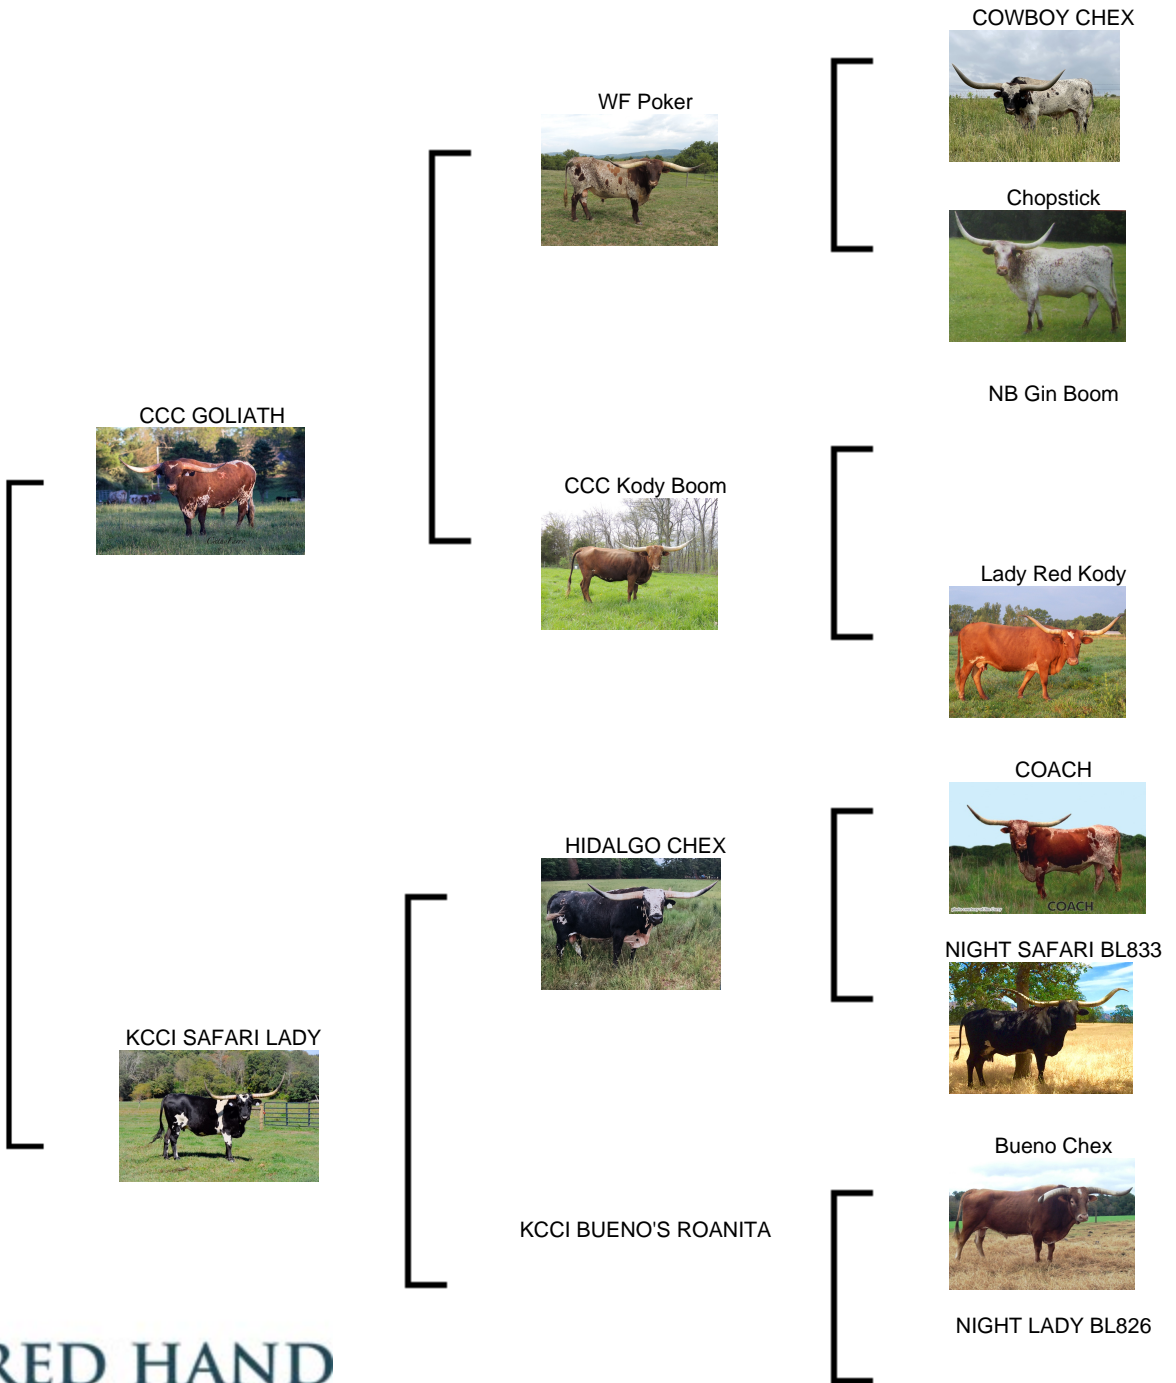 COWBOY CHEX
WF Poker
Chopstick
NB Gin Boom
CCC GOLIATH
CCC Kody Boom
Lady Red Kody
COACH
COACH
HIDALGO CHEX
NIGHT SAFARI BL833
KCCI SAFARI LADY
Bueno Chex
KCCI BUENO'S ROANITA
NIGHT LADY BL826
RED HAND